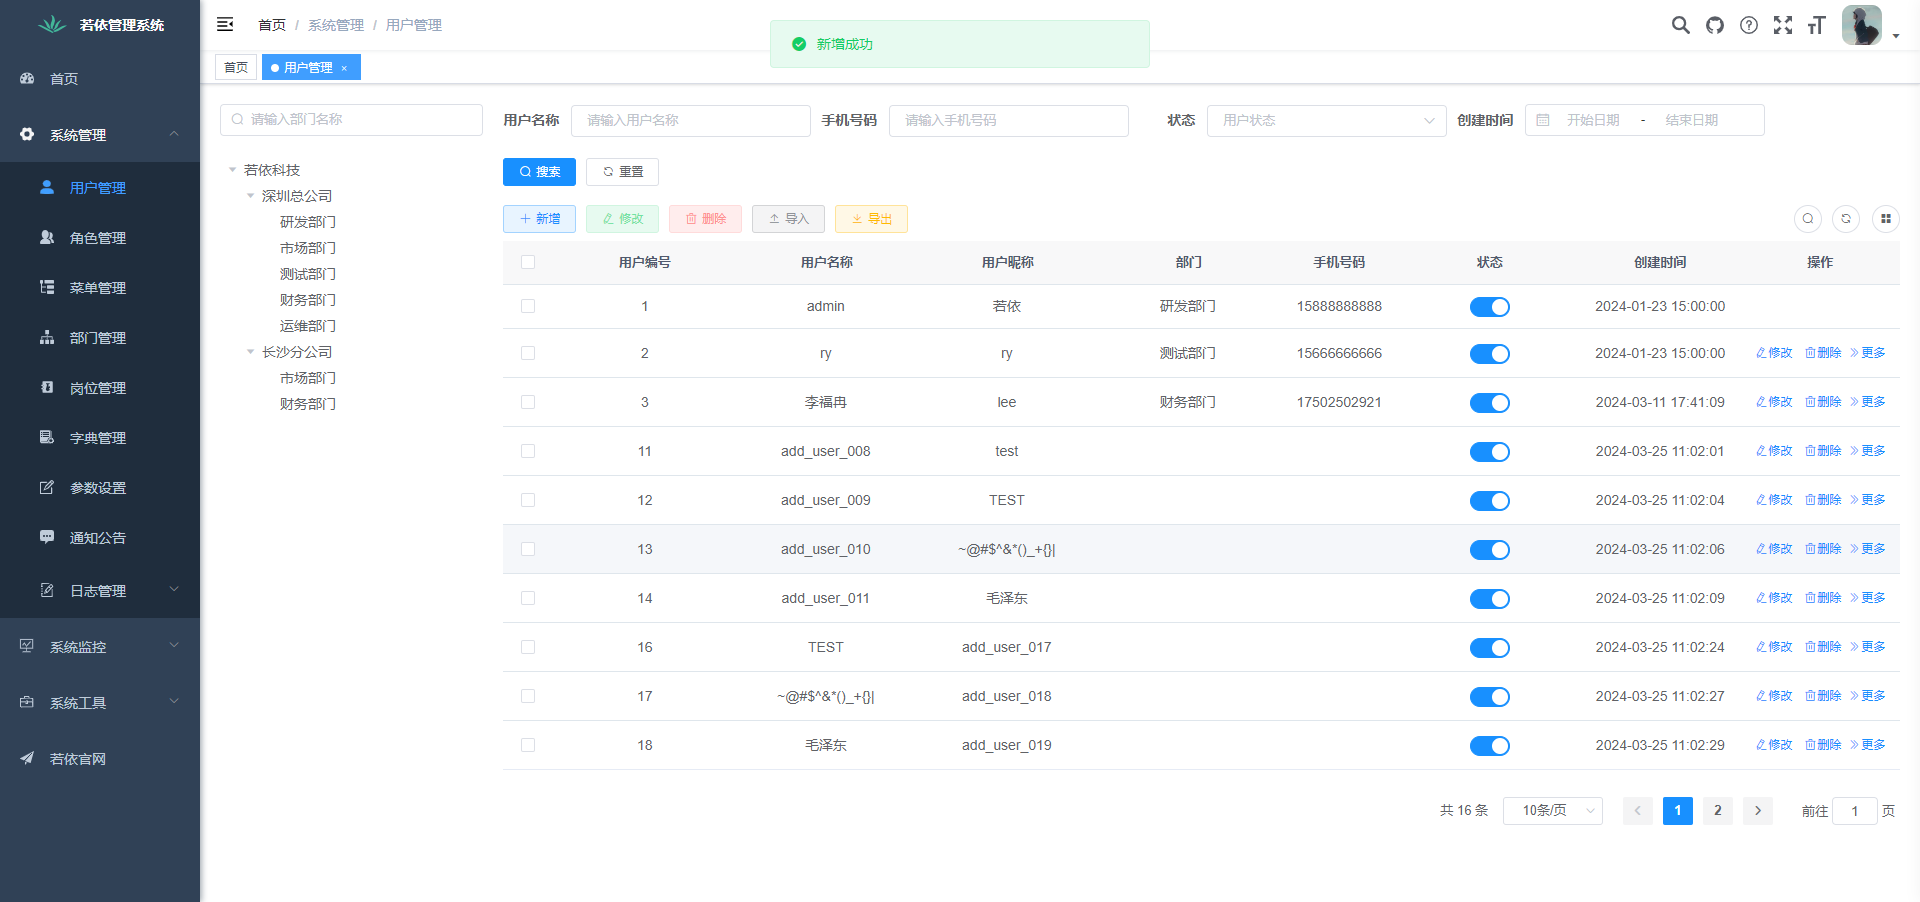 若依管理系统
首页
系统管理
用户管理
角色管理
菜单管理
部门管理
岗位管理
字典管理
参数设置
通知公告
日志管理
系统监控
系统工具
若依官网
首页 / 系统管理 / 用户管理
新增成功
首页 用户管理 ×
请输入部门名称
若依科技
深圳总公司
研发部门
市场部门
测试部门
财务部门
运维部门
长沙分公司
市场部门
财务部门
用户名称 请输入用户名称 手机号码 请输入手机号码 状态 用户状态 创建时间 开始日期 - 结束日期
搜索 重置
新增 修改 删除 导入 导出
用户编号 用户名称 用户昵称 部门 手机号码 状态 创建时间 操作
1 admin 若依 研发部门 15888888888 2024-01-23 15:00:00
2 ry ry 测试部门 15666666666 2024-01-23 15:00:00 修改 删除 更多
3 李福冉 lee 财务部门 17502502921 2024-03-11 17:41:09 修改 删除 更多
11 add_user_008 test 2024-03-25 11:02:01 修改 删除 更多
12 add_user_009 TEST 2024-03-25 11:02:04 修改 删除 更多
13 add_user_010 ~@#$^&*()_+{}| 2024-03-25 11:02:06 修改 删除 更多
14 add_user_011 毛泽东 2024-03-25 11:02:09 修改 删除 更多
16 TEST add_user_017 2024-03-25 11:02:24 修改 删除 更多
17 ~@#$^&*()_+{}| add_user_018 2024-03-25 11:02:27 修改 删除 更多
18 毛泽东 add_user_019 2024-03-25 11:02:29 修改 删除 更多
共 16 条 10条/页 1 2 前往 1 页